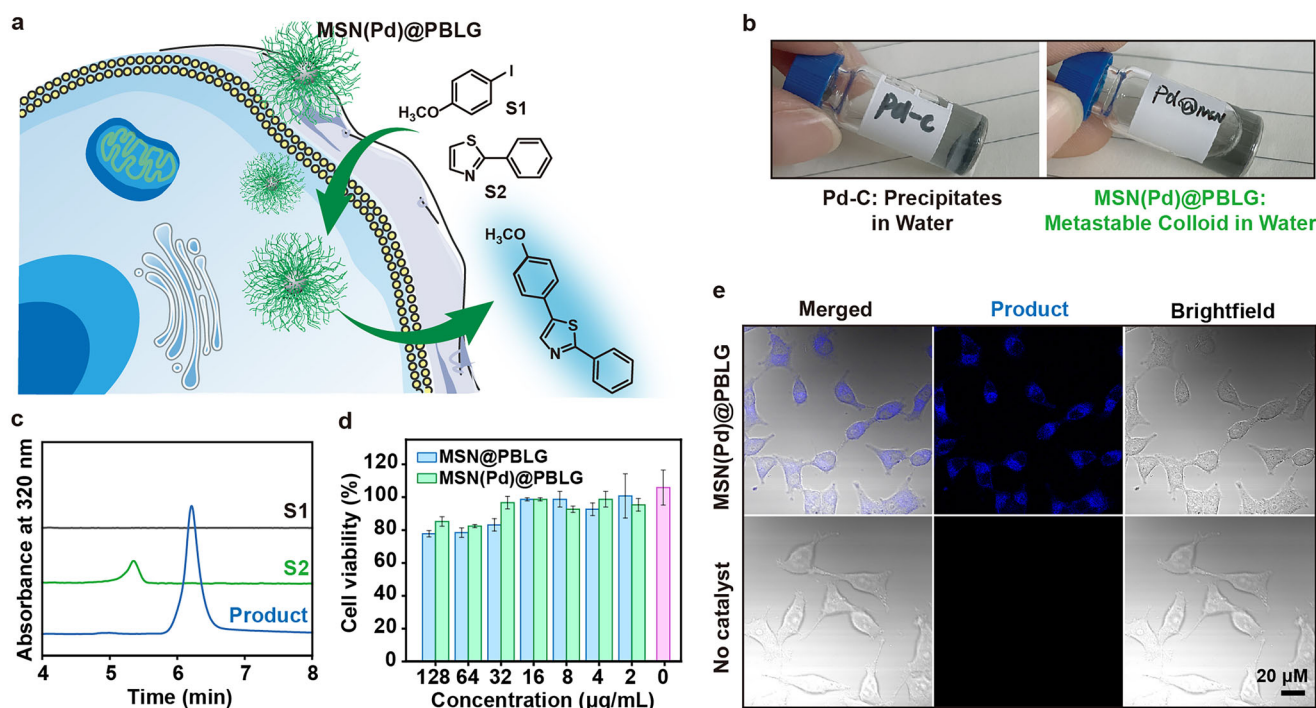 a
MSN(Pd)@PBLG
I
H₃CO
S1
S
N
S2
H₃CO
S
N
b
Pd-C
Pd@MSN
Pd-C: Precipitates
in Water
MSN(Pd)@PBLG:
Metastable Colloid in Water
c
Absorbance at 320 nm
S1
S2
Product
4 5 6 7 8
Time (min)
d
Cell viability (%)
MSN@PBLG
MSN(Pd)@PBLG
120
100
80
60
40
20
0
128 64 32 16 8 4 2 0
Concentration (μg/mL)
e
Merged Product Brightfield
MSN(Pd)@PBLG
No catalyst
20 μM